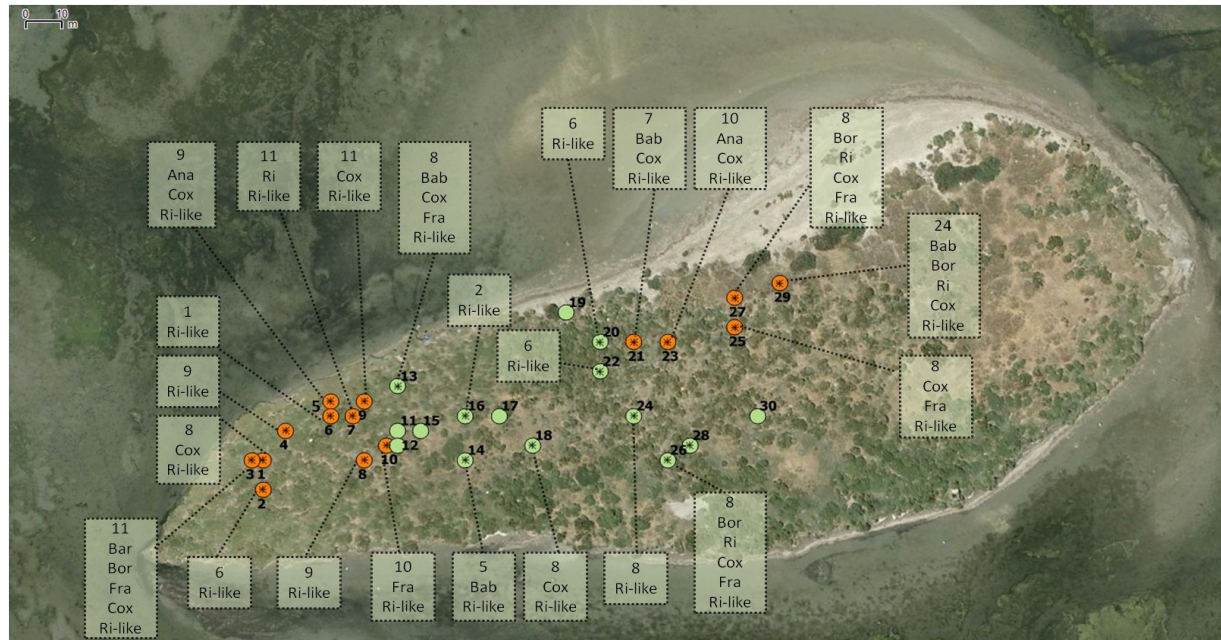 0 10
m
6
Ri-like
7
Bab
Cox
Ri-like
10
Ana
Cox
Ri-like
8
Bor
Ri
Cox
Fra
Ri-like
9
Ana
Cox
Ri-like
11
Ri
Ri-like
11
Cox
Ri-like
8
Bab
Cox
Fra
Ri-like
24
Bab
Bor
Ri
Cox
Ri-like
2
Ri-like
1
Ri-like
6
Ri-like
9
Ri-like
8
Cox
Fra
Ri-like
8
Cox
Ri-like
29
27
19
25
20
21
23
22
13
5
9
6
7
16
17
24
30
4
11
15
12
10
18
28
3
1
8
14
26
2
11
Bar
Bor
Fra
Cox
Ri-like
6
Ri-like
9
Ri-like
10
Fra
Ri-like
5
Bab
Ri-like
8
Cox
Ri-like
8
Ri-like
8
Bor
Ri
Cox
Fra
Ri-like